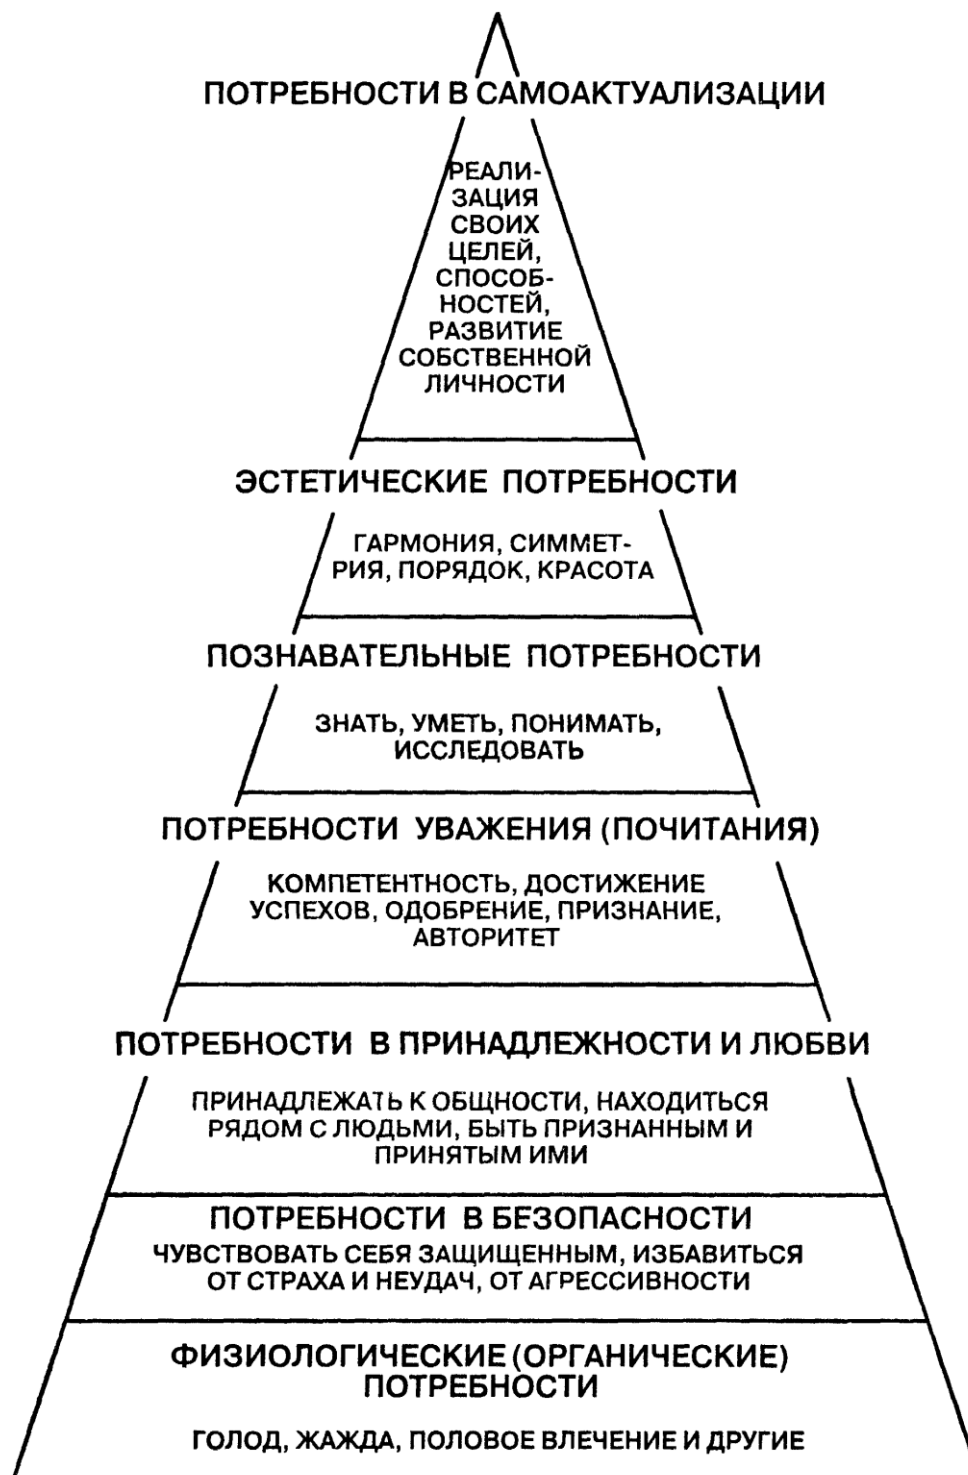 ПОТРЕБНОСТИ В САМОАКТУАЛИЗАЦИИ
РЕАЛИ-
ЗАЦИЯ
СВОИХ
ЦЕЛЕЙ,
СПОСОБ-
НОСТЕЙ,
РАЗВИТИЕ
СОБСТВЕННОЙ
ЛИЧНОСТИ
ЭСТЕТИЧЕСКИЕ ПОТРЕБНОСТИ
ГАРМОНИЯ, СИММЕТ-
РИЯ, ПОРЯДОК, КРАСОТА
ПОЗНАВАТЕЛЬНЫЕ ПОТРЕБНОСТИ
ЗНАТЬ, УМЕТЬ, ПОНИМАТЬ,
ИССЛЕДОВАТЬ
ПОТРЕБНОСТИ УВАЖЕНИЯ (ПОЧИТАНИЯ)
КОМПЕТЕНТНОСТЬ, ДОСТИЖЕНИЕ
УСПЕХОВ, ОДОБРЕНИЕ, ПРИЗНАНИЕ,
АВТОРИТЕТ
ПОТРЕБНОСТИ В ПРИНАДЛЕЖНОСТИ И ЛЮБВИ
ПРИНАДЛЕЖАТЬ К ОБЩНОСТИ, НАХОДИТЬСЯ
РЯДОМ С ЛЮДЬМИ, БЫТЬ ПРИЗНАННЫМ И
ПРИНЯТЫМ ИМИ
ПОТРЕБНОСТИ В БЕЗОПАСНОСТИ
ЧУВСТВОВАТЬ СЕБЯ ЗАЩИЩЕННЫМ, ИЗБАВИТЬСЯ
ОТ СТРАХА И НЕУДАЧ, ОТ АГРЕССИВНОСТИ
ФИЗИОЛОГИЧЕСКИЕ (ОРГАНИЧЕСКИЕ)
ПОТРЕБНОСТИ
ГОЛОД, ЖАЖДА, ПОЛОВОЕ ВЛЕЧЕНИЕ И ДРУГИЕ